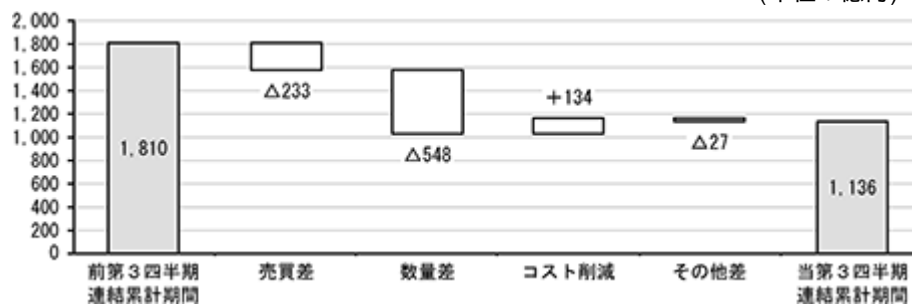 2,000
1,800
1,600
1,400
1,200
1,000
800
600
400
200
0
1,810
△233
△548
+134
△27
1,136
前第3四半期
連結累計期間
売買差
数量差
コスト削減
その他差
当第3四半期
連結累計期間